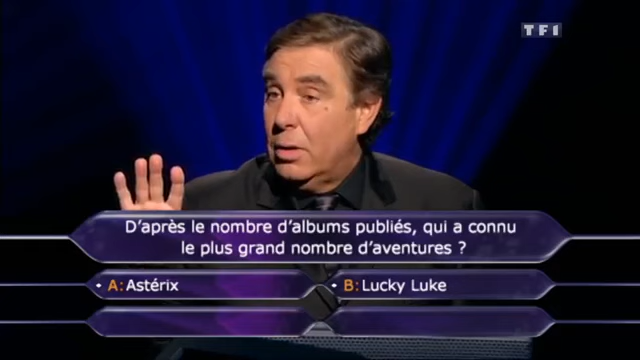 TF1
D'après le nombre d'albums publiés, qui a connu
le plus grand nombre d'aventures ?
A: Astérix
B: Lucky Luke